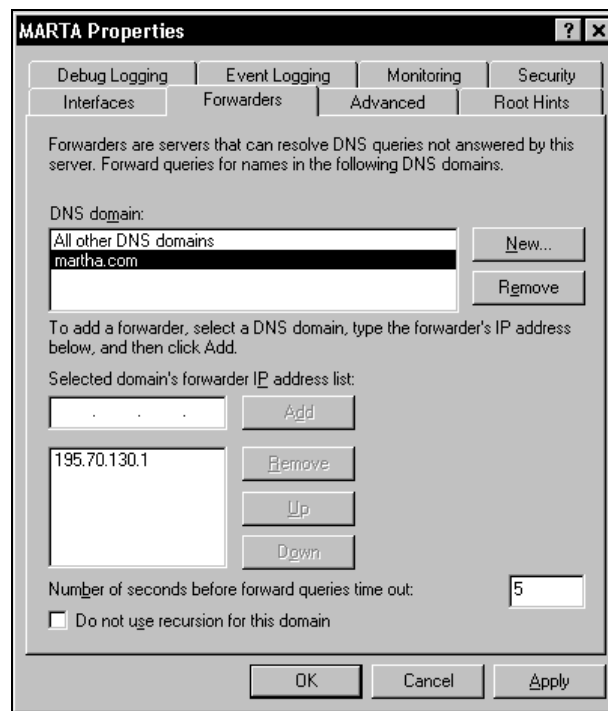 MARTA Properties
Debug Logging Event Logging Monitoring Security
Interfaces Forwarders Advanced Root Hints
Forwarders are servers that can resolve DNS queries not answered by this
server. Forward queries for names in the following DNS domains.
DNS domain:
All other DNS domains
martha.com
New...
Remove
To add a forwarder, select a DNS domain, type the forwarder's IP address
below, and then click Add.
Selected domain's forwarder IP address list:
. . .
Add
195.70.130.1
Remove
Up
Down
Number of seconds before forward queries time out: 5
Do not use recursion for this domain
OK Cancel Apply